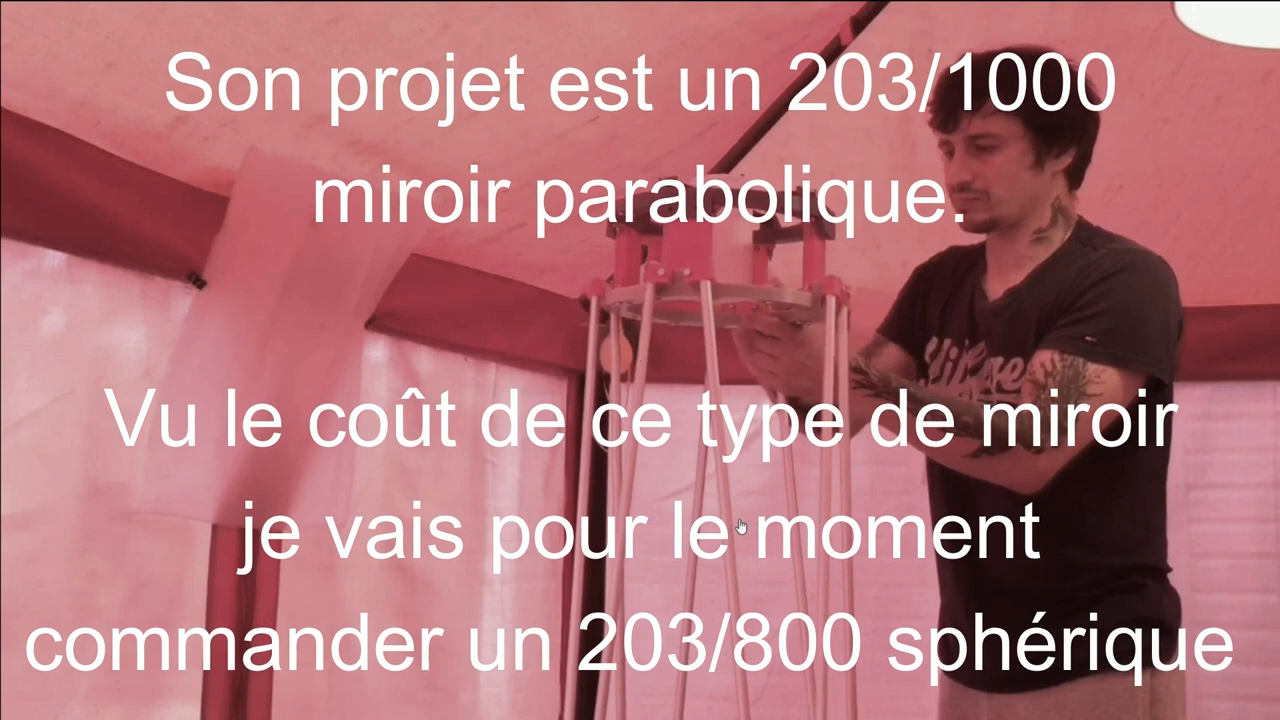 Son projet est un 203/1000
miroir parabolique.
Vu le coût de ce type de miroir
je vais pour le moment
commander un 203/800 sphérique